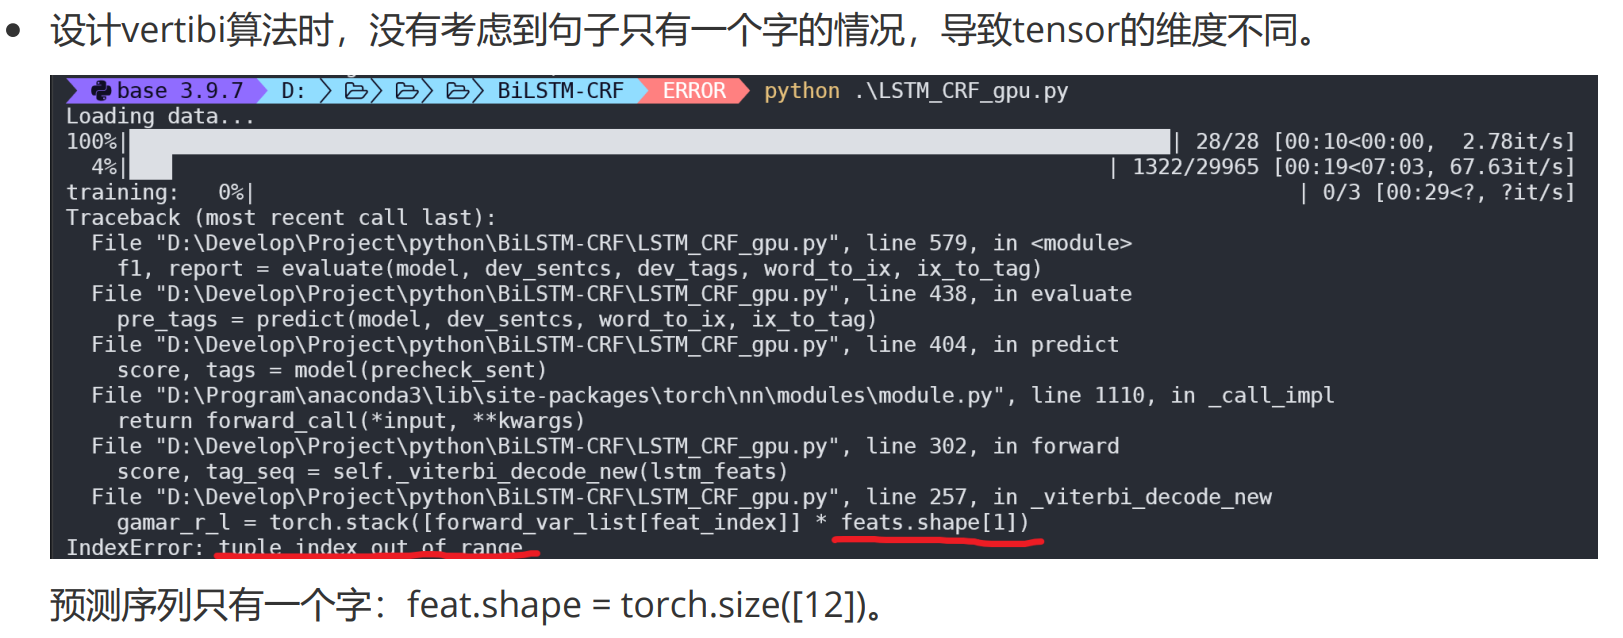 设计vertibi算法时，没有考虑到句子只有一个字的情况，导致tensor的维度不同。
base 3.9.7 D: BiLSTM-CRF ERROR python .\LSTM_CRF_gpu.py
Loading data...
100%| | 28/28 [00:10<00:00, 2.78it/s]
4%| | 1322/29965 [00:19<07:03, 67.63it/s]
training: 0%| | 0/3 [00:29<?, ?it/s]
Traceback (most recent call last):
File "D:\Develop\Project\python\BiLSTM-CRF\LSTM_CRF_gpu.py", line 579, in <module>
f1, report = evaluate(model, dev_sentcs, dev_tags, word_to_ix, ix_to_tag)
File "D:\Develop\Project\python\BiLSTM-CRF\LSTM_CRF_gpu.py", line 438, in evaluate
pre_tags = predict(model, dev_sentcs, word_to_ix, ix_to_tag)
File "D:\Develop\Project\python\BiLSTM-CRF\LSTM_CRF_gpu.py", line 404, in predict
score, tags = model(precheck_sent)
File "D:\Program\anaconda3\lib\site-packages\torch\nn\modules\module.py", line 1110, in _call_impl
return forward_call(*input, **kwargs)
File "D:\Develop\Project\python\BiLSTM-CRF\LSTM_CRF_gpu.py", line 302, in forward
score, tag_seq = self._viterbi_decode_new(lstm_feats)
File "D:\Develop\Project\python\BiLSTM-CRF\LSTM_CRF_gpu.py", line 257, in _viterbi_decode_new
gamar_r_l = torch.stack([forward_var_list[feat_index]] * feats.shape[1])
IndexError: tuple index out of range
预测序列只有一个字：feat.shape = torch.size([12])。